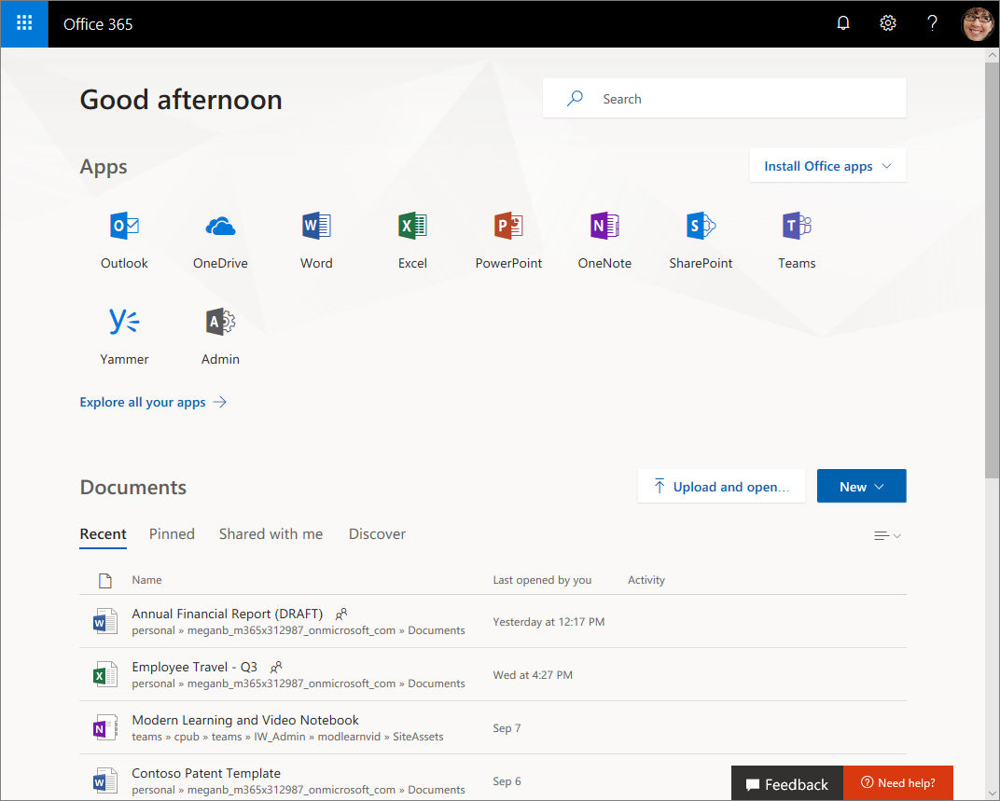 Office 365
?
Good afternoon
Search
Apps
Install Office apps
Outlook OneDrive Word Excel PowerPoint OneNote SharePoint Teams
Yammer Admin
Explore all your apps
Documents
Upload and open...
New
Recent Pinned Shared with me Discover
Name Last opened by you Activity
Annual Financial Report (DRAFT)
personal » meganb_m365x312987_onmicrosoft_com » Documents
Yesterday at 12:17 PM
Employee Travel - Q3
personal » meganb_m365x312987_onmicrosoft_com » Documents
Wed at 4:27 PM
Modern Learning and Video Notebook
teams » cpub » teams » IW_Admin » modlearnvid » SiteAssets
Sep 7
Contoso Patent Template
personal » meganb_m365x312987_onmicrosoft_com » Documents
Sep 6
Feedback
Need help?